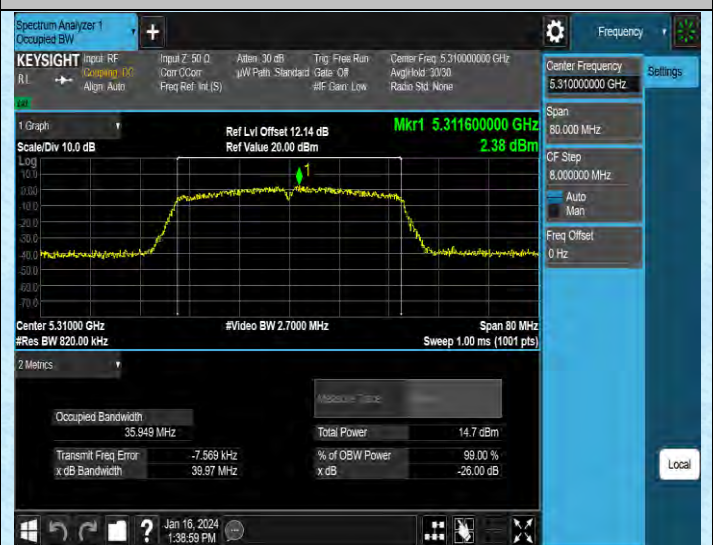 Spectrum Analyzer 1
Occupied BW
+
Frequency
KEYSIGHT Input: RF
RL
Coupling: DC
Align: Auto
Input Z: 50 Ω
Corr CCorr
Freq Ref: Int (S)
Atten: 30 dB
µW Path: Standard
Trig: Free Run
Gate: Off
#IF Gain: Low
Center Freq: 5.310000000 GHz
Avg|Hold: 30/30
Radio Std: None
1 Graph
Scale/Div 10.0 dB
Ref Lvl Offset 12.14 dB
Ref Value 20.00 dBm
Mkr1 5.311600000 GHz
2.38 dBm
Log
10.0
0.00
-10.0
-20.0
-30.0
-40.0
-50.0
-60.0
-70.0
1
Center 5.31000 GHz
#Res BW 820.00 kHz
#Video BW 2.7000 MHz
Span 80 MHz
Sweep 1.00 ms (1001 pts)
2 Metrics
Measure Trace
Occupied Bandwidth
35.949 MHz
Total Power 14.7 dBm
Transmit Freq Error -7.569 kHz
x dB Bandwidth 39.97 MHz
% of OBW Power 99.00 %
x dB -26.00 dB
Center Frequency
5.310000000 GHz
Settings
Span
80.000 MHz
CF Step
8.000000 MHz
Auto
Man
Freq Offset
0 Hz
Local
?
Jan 16, 2024
1:38:59 PM